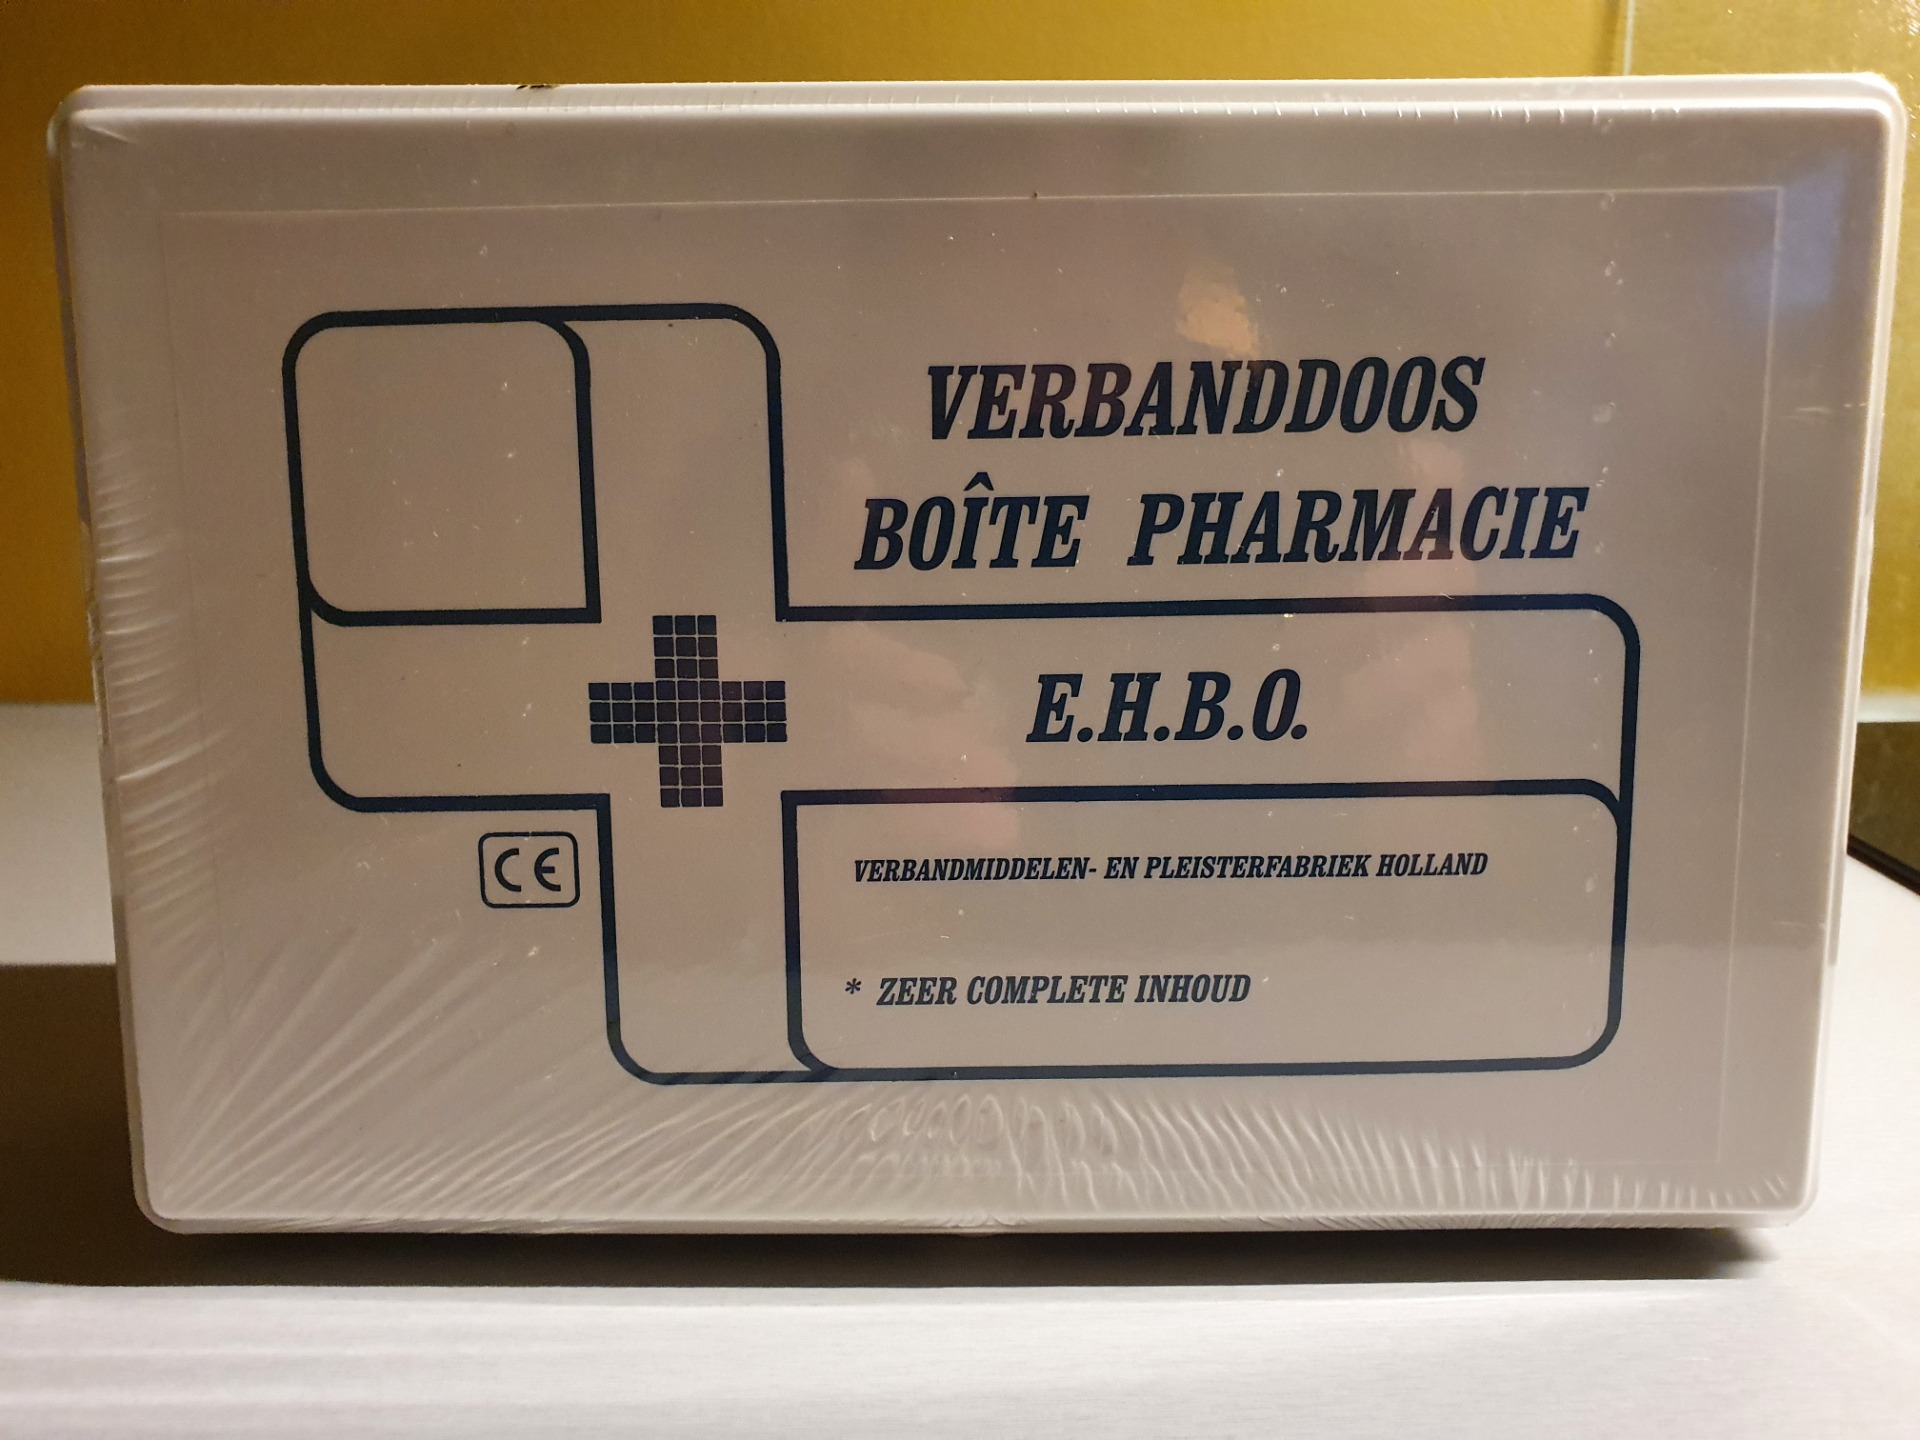 VERBANDDOOS
BOÎTE PHARMACIE
E.H.B.O.
CE
VERBANDMIDDELEN- EN PLEISTERFABRIEK HOLLAND
* ZEER COMPLETE INHOUD